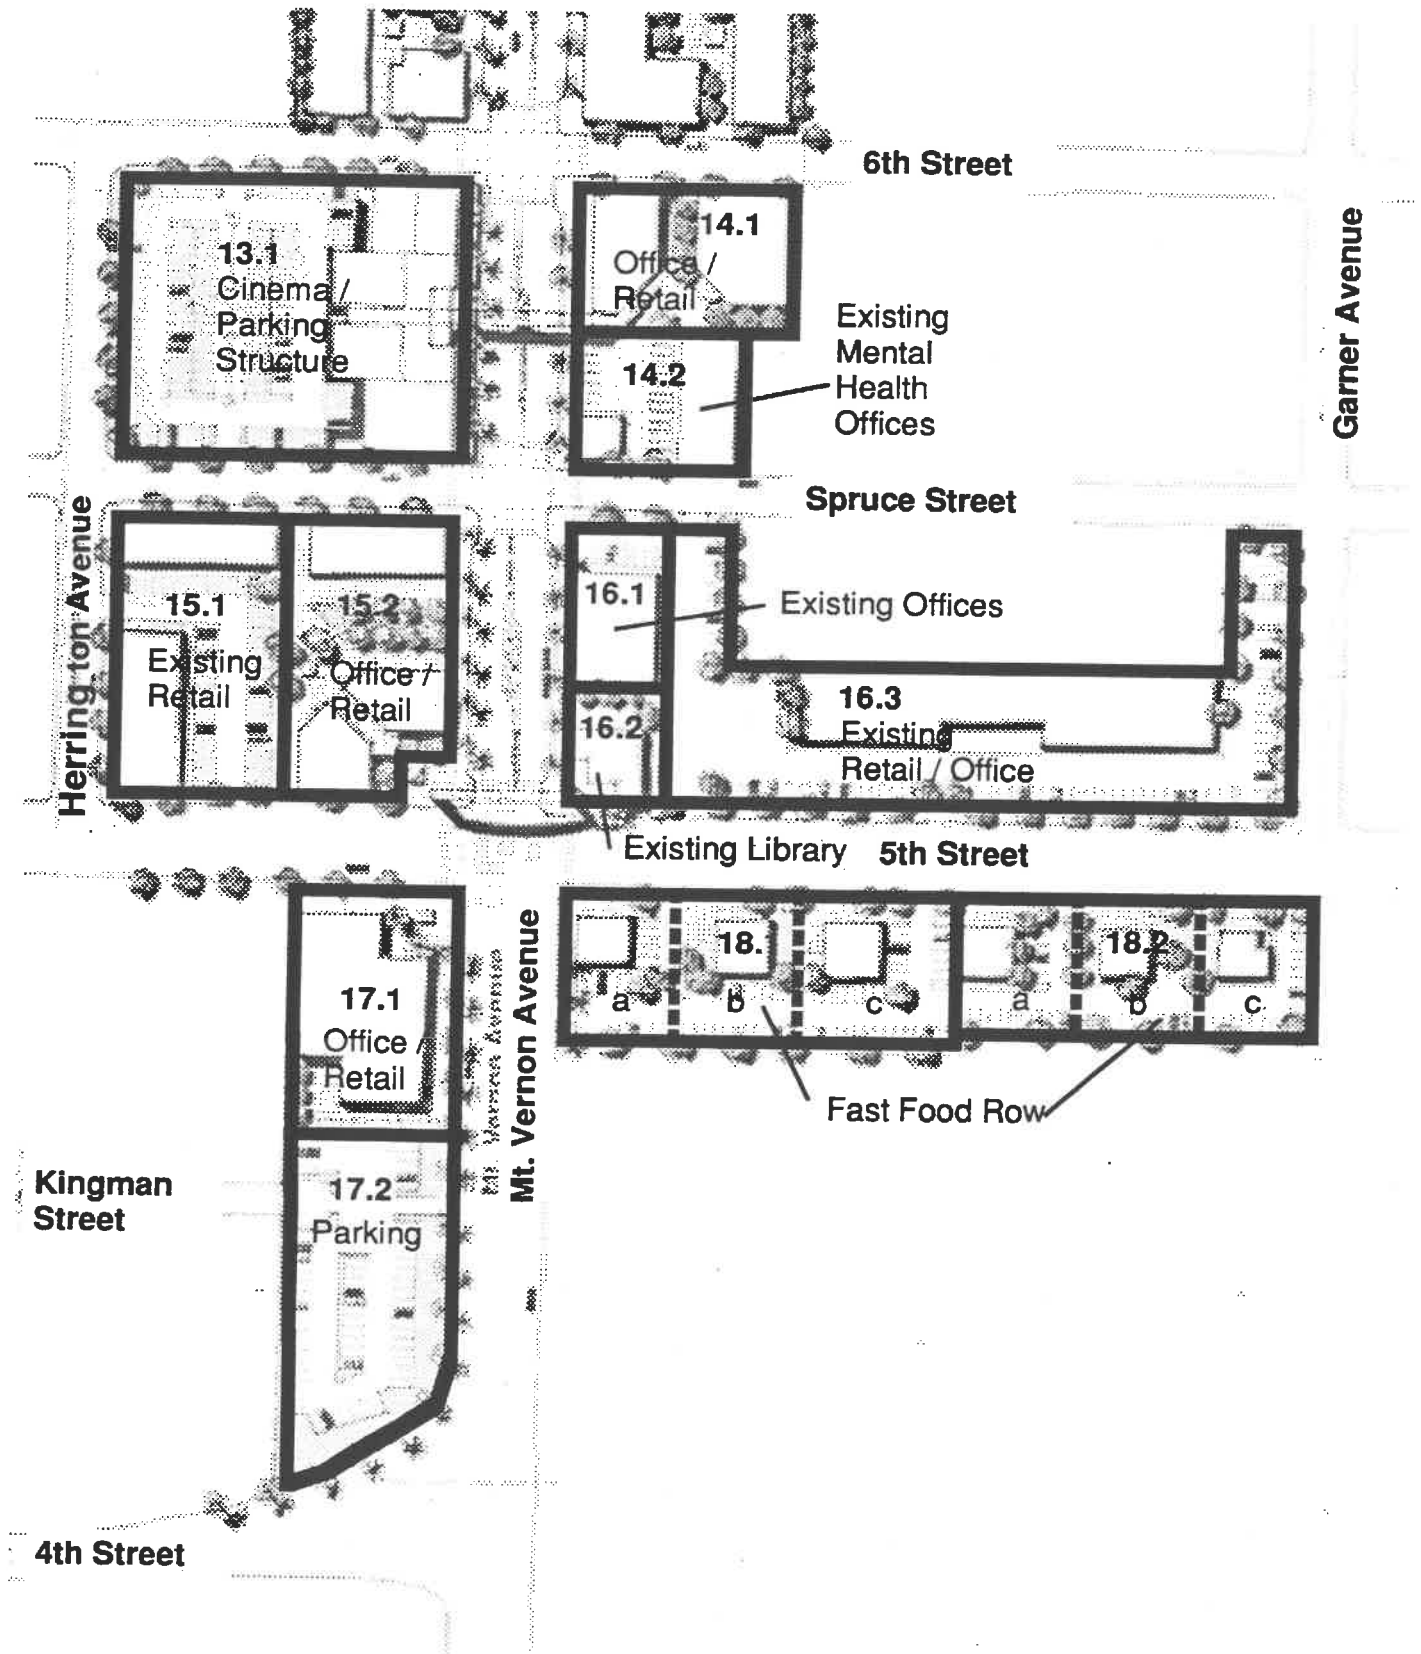 6th Street
Garner Avenue
13.1
Cinema /
Parking
Structure
14.1
Office /
Retail
14.2
Existing
Mental
Health
Offices
Spruce Street
Herrington Avenue
15.1
Existing
Retail
15.2
Office /
Retail
16.1
Existing Offices
16.2
16.3
Existing
Retail / Office
Existing Library
5th Street
17.1
Office /
Retail
Mt. Vernon Avenue
18.
a
b
c
18.2
a
b
c
Fast Food Row
Kingman
Street
17.2
Parking
4th Street